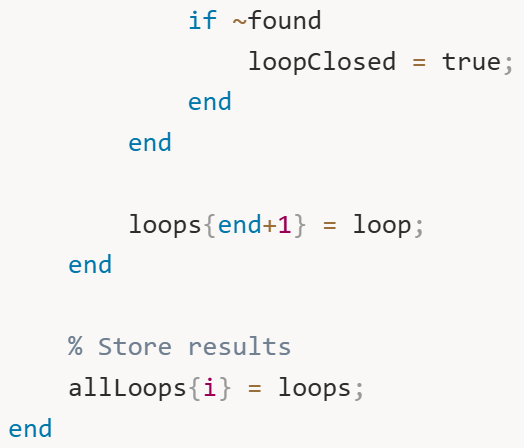 if ~found
                loopClosed = true;
            end
        end

        loops{end+1} = loop;
    end

    % Store results
    allLoops{i} = loops;
end